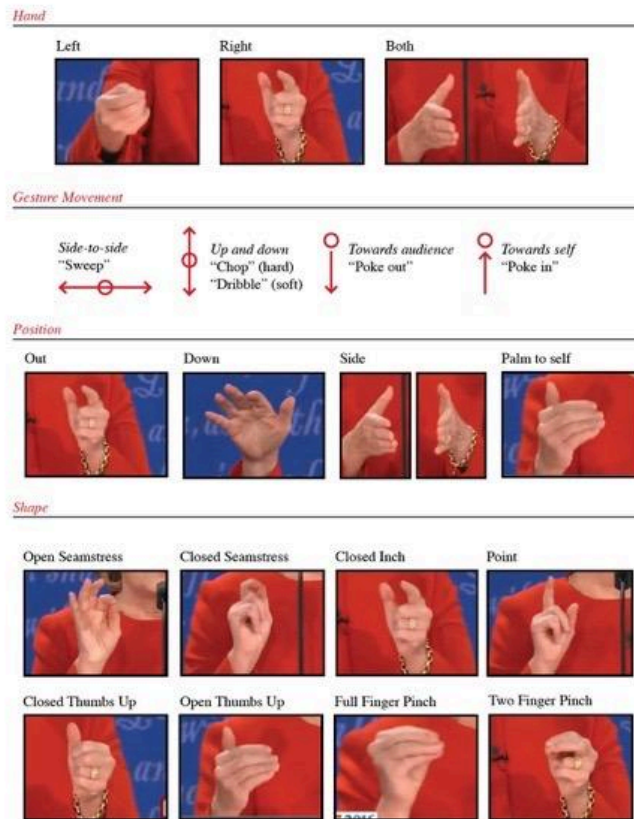 Hand
Left Right Both
Gesture Movement
Side-to-side
"Sweep"
Up and down
"Chop" (hard)
"Dribble" (soft)
Towards audience
"Poke out"
Towards self
"Poke in"
Position
Out Down Side Palm to self
Shape
Open Seamstress Closed Seamstress Closed Inch Point
Closed Thumbs Up Open Thumbs Up Full Finger Pinch Two Finger Pinch
2016